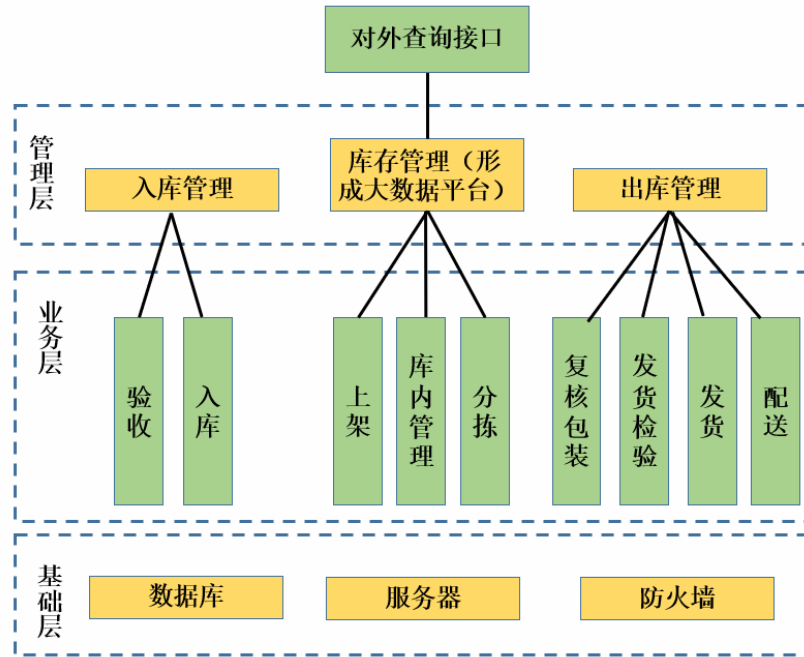 对外查询接口
管理层
入库管理
库存管理（形
成大数据平台）
出库管理
业务层
验收
入库
上架
库内管理
分拣
复核包装
发货检验
发货
配送
基础层
数据库
服务器
防火墙